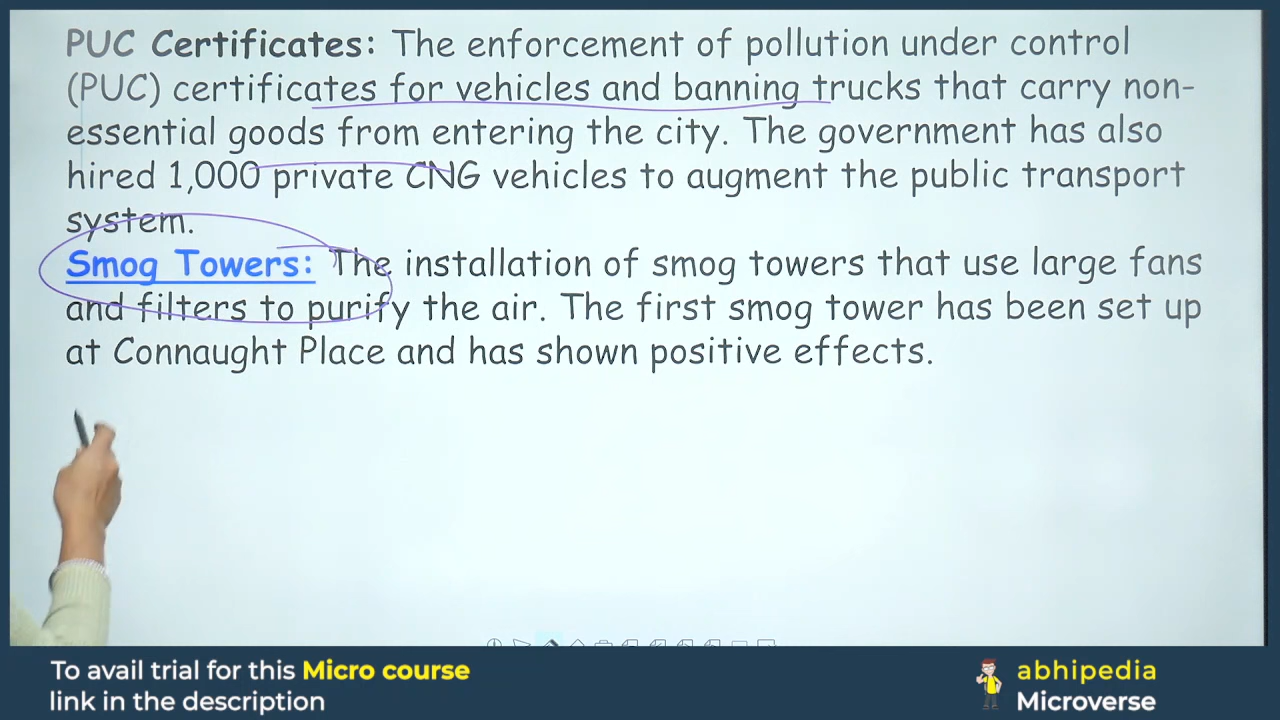 PUC Certificates: The enforcement of pollution under control
(PUC) certificates for vehicles and banning trucks that carry non-
essential goods from entering the city. The government has also
hired 1,000 private CNG vehicles to augment the public transport
system.
Smog Towers: The installation of smog towers that use large fans
and filters to purify the air. The first smog tower has been set up
at Connaught Place and has shown positive effects.
To avail trial for this Micro course
link in the description
abhipedia
Microverse